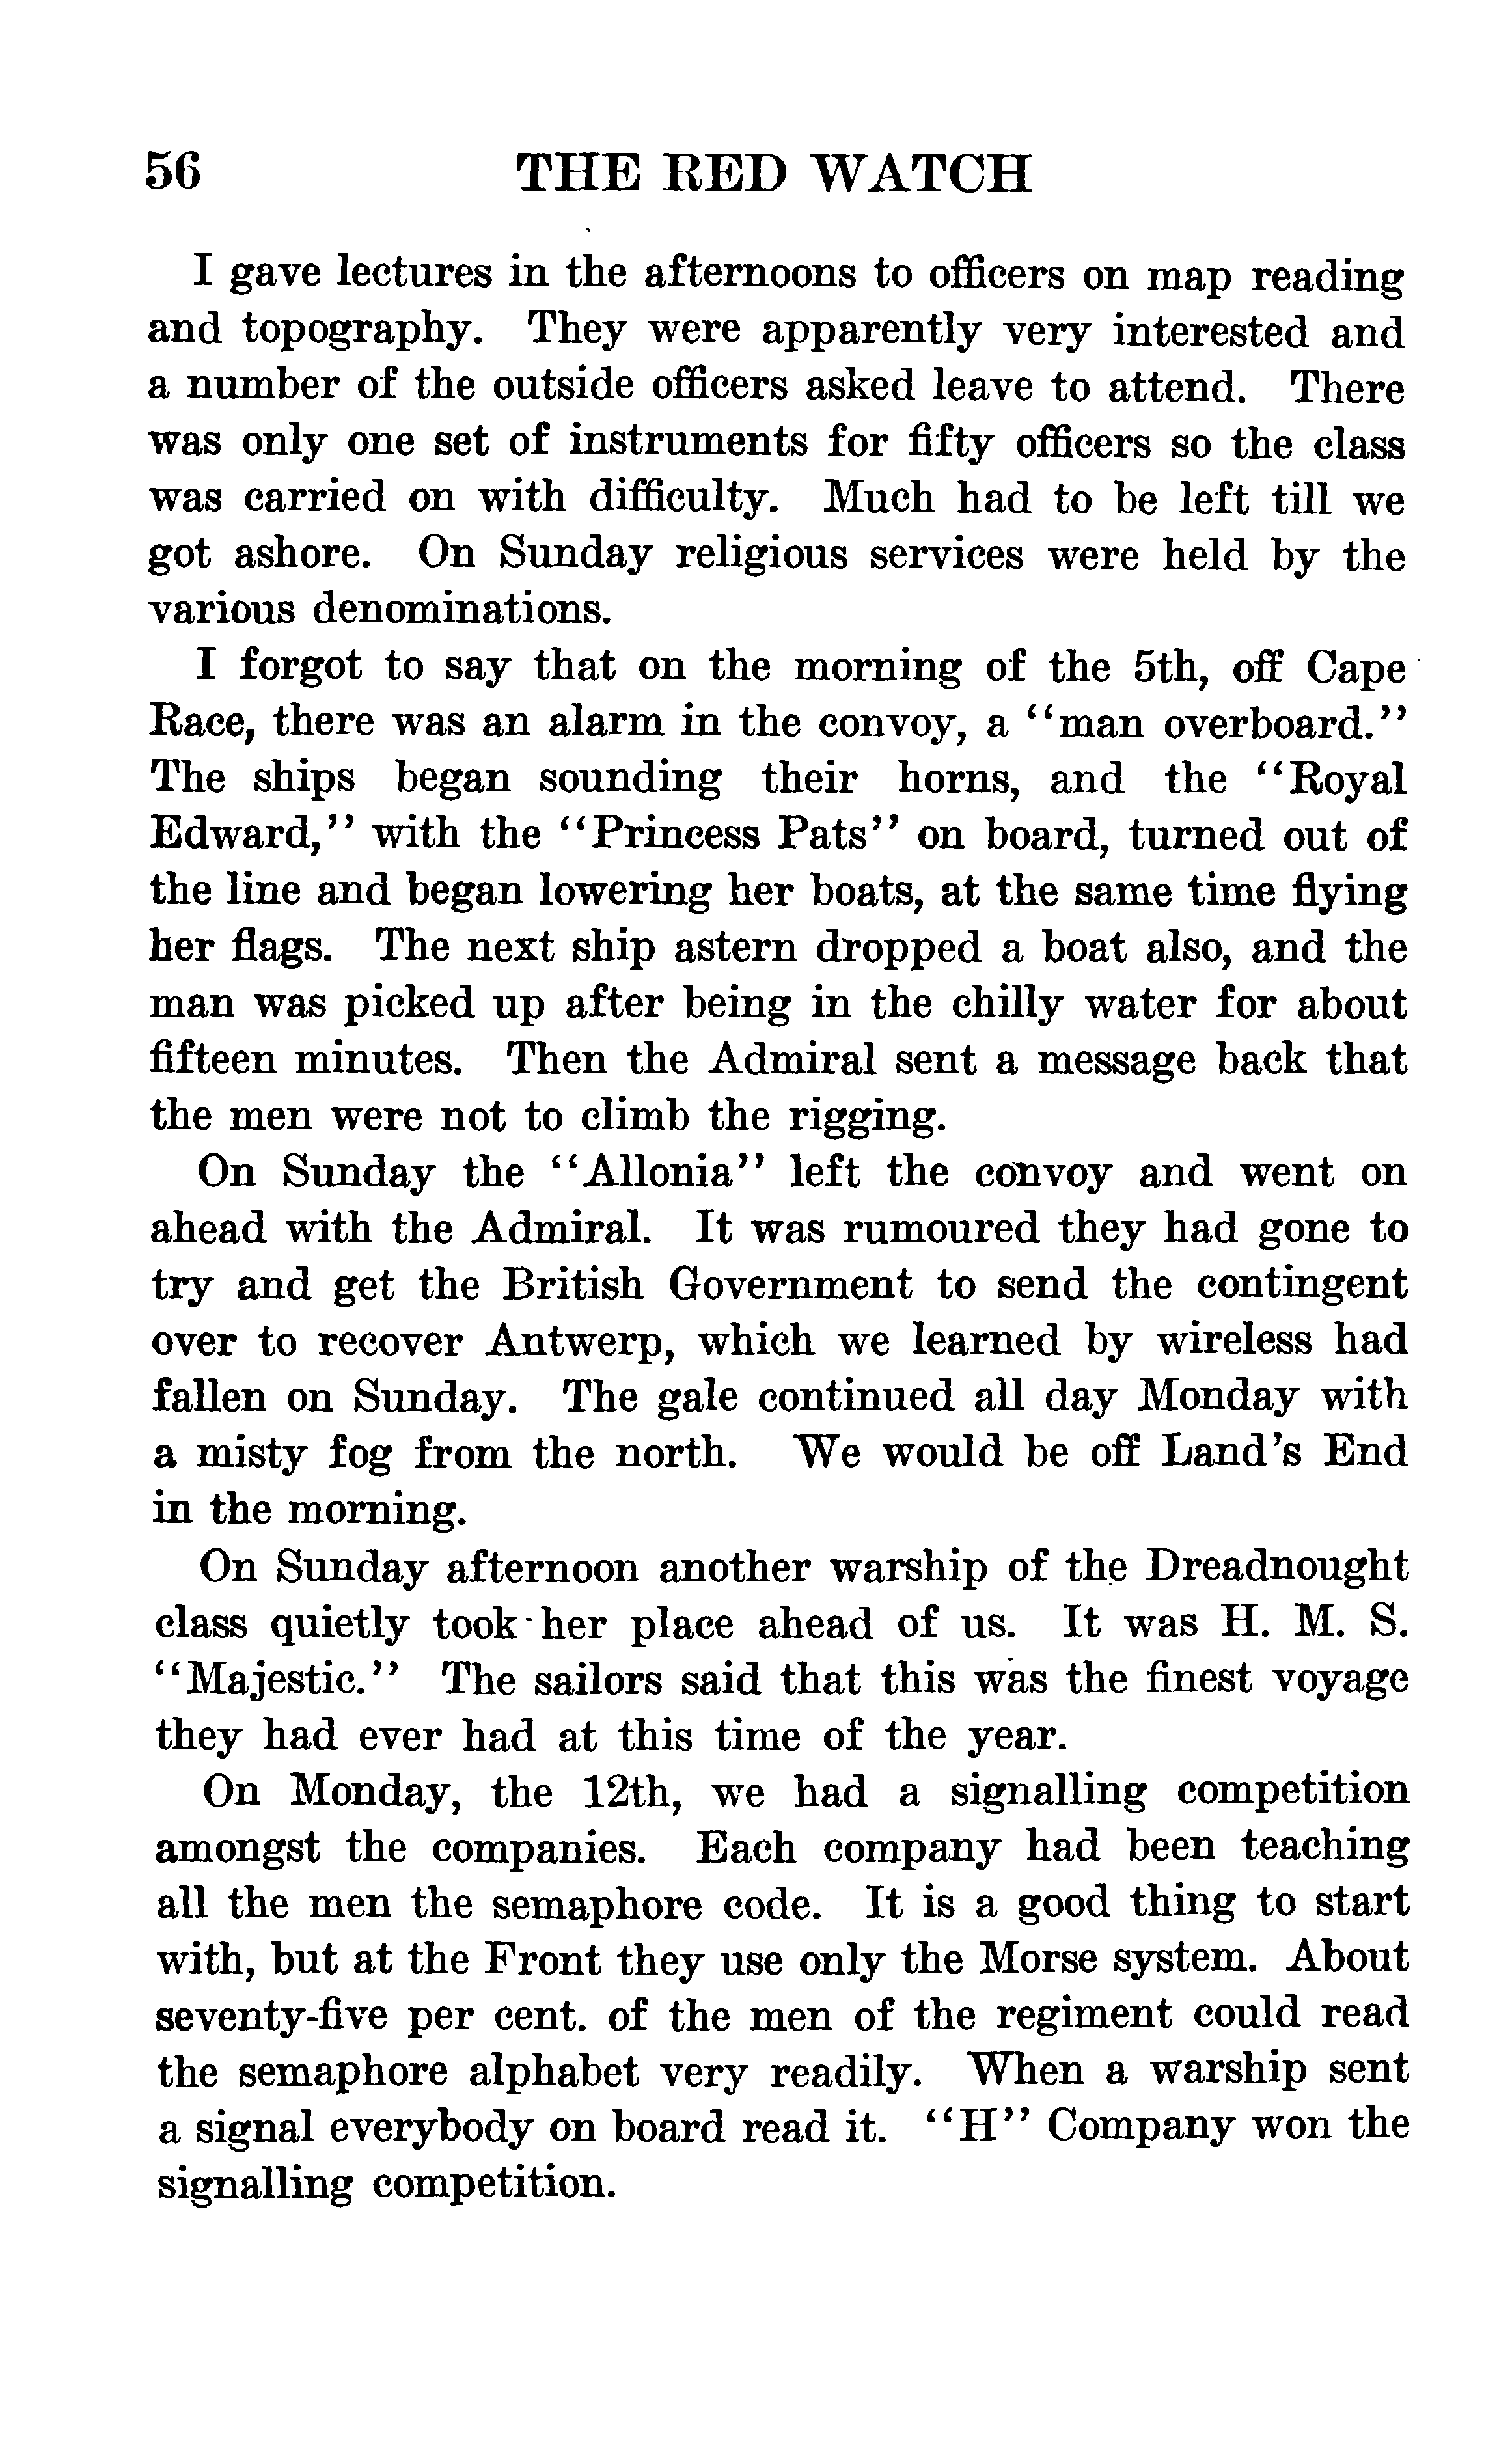 56 THE RED WATCH
I gave lectures in the afternoons to officers on map reading
and topography. They were apparently very interested and
a number of the outside officers asked leave to attend. There
was only one set of instruments for fifty officers so the class
was carried on with difficulty. Much had to be left till we
got ashore. On Sunday religious services were held by the
various denominations.
I forgot to say that on the morning of the 5th, off Cape
Race, there was an alarm in the convoy, a "man overboard."
The ships began sounding their horns, and the "Royal
Edward," with the "Princess Pats" on board, turned out of
the line and began lowering her boats, at the same time flying
her flags. The next ship astern dropped a boat also, and the
man was picked up after being in the chilly water for about
fifteen minutes. Then the Admiral sent a message back that
the men were not to climb the rigging.
On Sunday the "Allonia" left the convoy and went on
ahead with the Admiral. It was rumoured they had gone to
try and get the British Government to send the contingent
over to recover Antwerp, which we learned by wireless had
fallen on Sunday. The gale continued all day Monday with
a misty fog from the north. We would be off Land's End
in the morning.
On Sunday afternoon another warship of the Dreadnought
class quietly took her place ahead of us. It was H. M. S.
"Majestic." The sailors said that this was the finest voyage
they had ever had at this time of the year.
On Monday, the 12th, we had a signalling competition
amongst the companies. Each company had been teaching
all the men the semaphore code. It is a good thing to start
with, but at the Front they use only the Morse system. About
seventy-five per cent. of the men of the regiment could read
the semaphore alphabet very readily. When a warship sent
a signal everybody on board read it. "H" Company won the
signalling competition.